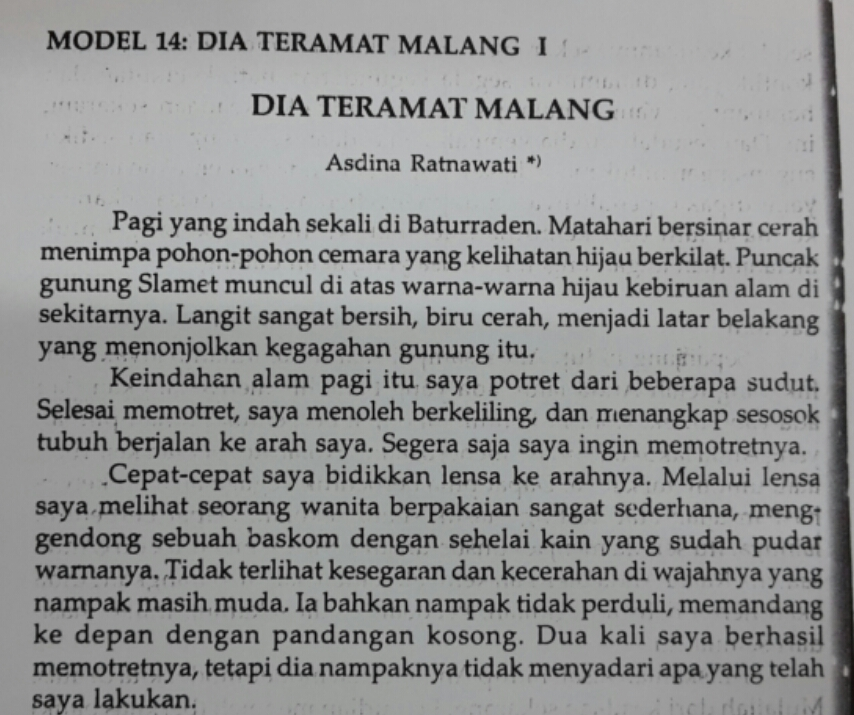 MODEL 14: DIA TERAMAT MALANG I
DIA TERAMAT MALANG
Asdina Ratnawati *)
Pagi yang indah sekali di Baturraden. Matahari bersinar cerah
menimpa pohon-pohon cemara yang kelihatan hijau berkilat. Puncak
gunung Slamet muncul di atas warna-warna hijau kebiruan alam di
sekitarnya. Langit sangat bersih, biru cerah, menjadi latar belakang
yang menonjolkan kegagahan gunung itu.
Keindahan alam pagi itu saya potret dari beberapa sudut.
Selesai memotret, saya menoleh berkeliling, dan menangkap sesosok
tubuh berjalan ke arah saya. Segera saja saya ingin memotretnya.
Cepat-cepat saya bidikkan lensa ke arahnya. Melalui lensa
saya melihat seorang wanita berpakaian sangat sederhana, meng-
gendong sebuah baskom dengan sehelai kain yang sudah pudar
warnanya. Tidak terlihat kesegaran dan kecerahan di wajahnya yang
nampak masih muda. Ia bahkan nampak tidak perduli, memandang
ke depan dengan pandangan kosong. Dua kali saya berhasil
memotretnya, tetapi dia nampaknya tidak menyadari apa yang telah
saya lakukan.